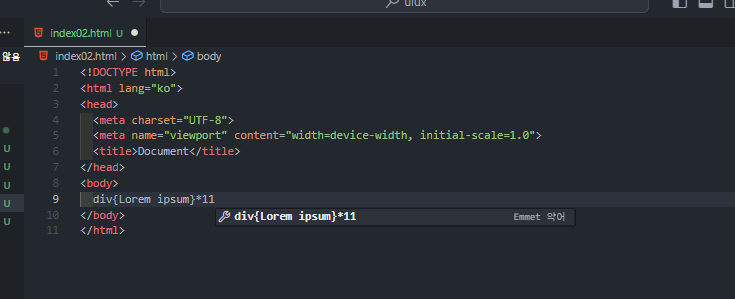 uiux
index02.html U
않음
index02.html > html > body
1 <!DOCTYPE html>
2 <html lang="ko">
3 <head>
4 <meta charset="UTF-8">
5 <meta name="viewport" content="width=device-width, initial-scale=1.0">
6 <title>Document</title>
7 </head>
8 <body>
9 div{Lorem ipsum}*11
div{Lorem ipsum}*11 Emmet 약어
10 </body>
11 </html>
U
U
U
U
U